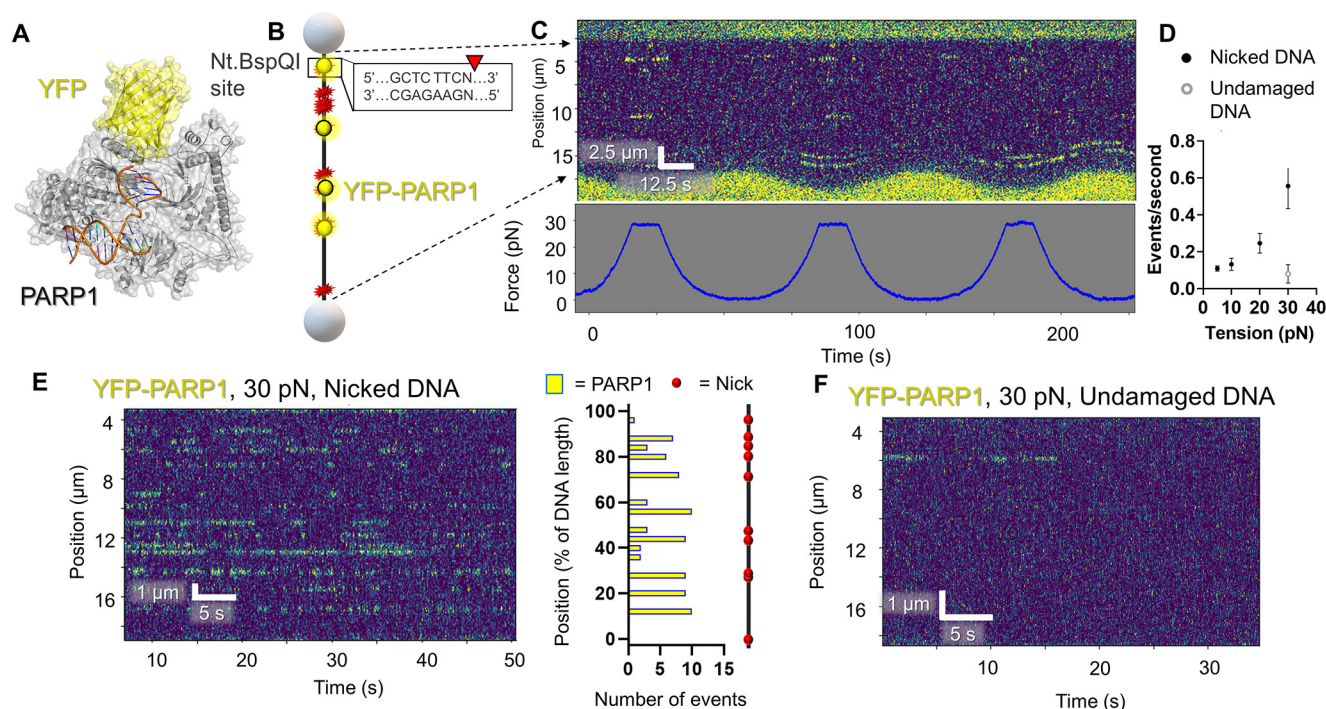 A
YFP
PARP1
B
Nt.BspQI
site
5'...GCTC TTCN...3'
3'...CGAGAAGN...5'
YFP-PARP1
C
Position (µm)
5
10
15
2.5 µm
12.5 s
Force (pN)
30
20
10
0
0
100
200
Time (s)
D
Nicked DNA
Undamaged
DNA
Events/second
0.8
0.6
0.4
0.2
0.0
0 10 20 30 40
Tension (pN)
E
YFP-PARP1, 30 pN, Nicked DNA
Position (µm)
4
8
12
16
1 µm
5 s
10 20 30 40 50
Time (s)
= PARP1 = Nick
Position (% of DNA length)
100
80
60
40
20
0
0 5 10 15
Number of events
F
YFP-PARP1, 30 pN, Undamaged DNA
Position (µm)
4
8
12
16
1 µm
5 s
10 20 30
Time (s)